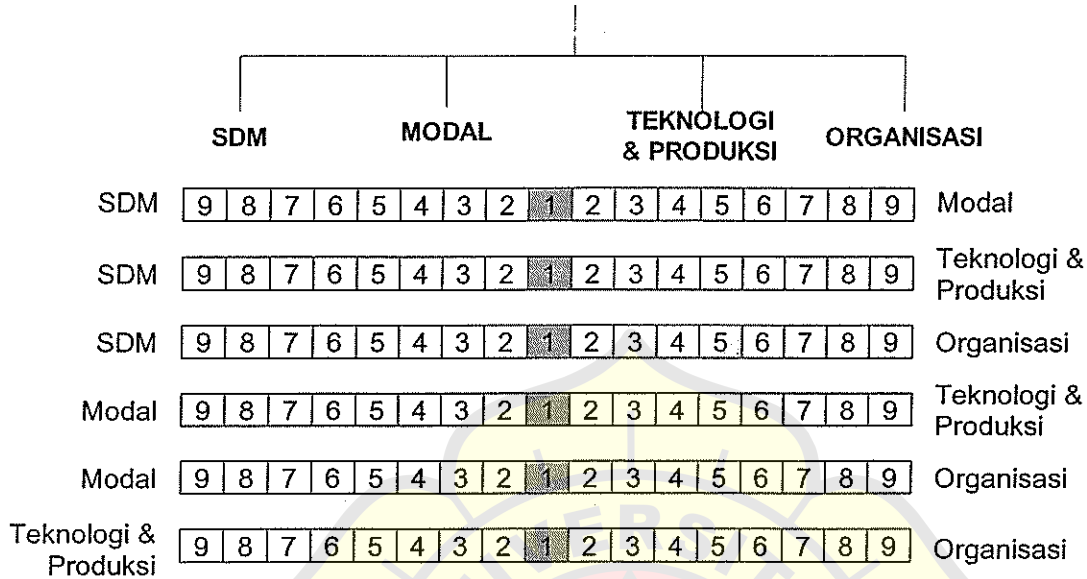 SDM MODAL TEKNOLOGI ORGANISASI
& PRODUKSI
SDM 9 8 7 6 5 4 3 2 1 2 3 4 5 6 7 8 9 Modal
SDM 9 8 7 6 5 4 3 2 1 2 3 4 5 6 7 8 9 Teknologi &
Produksi
SDM 9 8 7 6 5 4 3 2 1 2 3 4 5 6 7 8 9 Organisasi
Modal 9 8 7 6 5 4 3 2 1 2 3 4 5 6 7 8 9 Teknologi &
Produksi
Modal 9 8 7 6 5 4 3 2 1 2 3 4 5 6 7 8 9 Organisasi
Teknologi &
Produksi 9 8 7 6 5 4 3 2 1 2 3 4 5 6 7 8 9 Organisasi